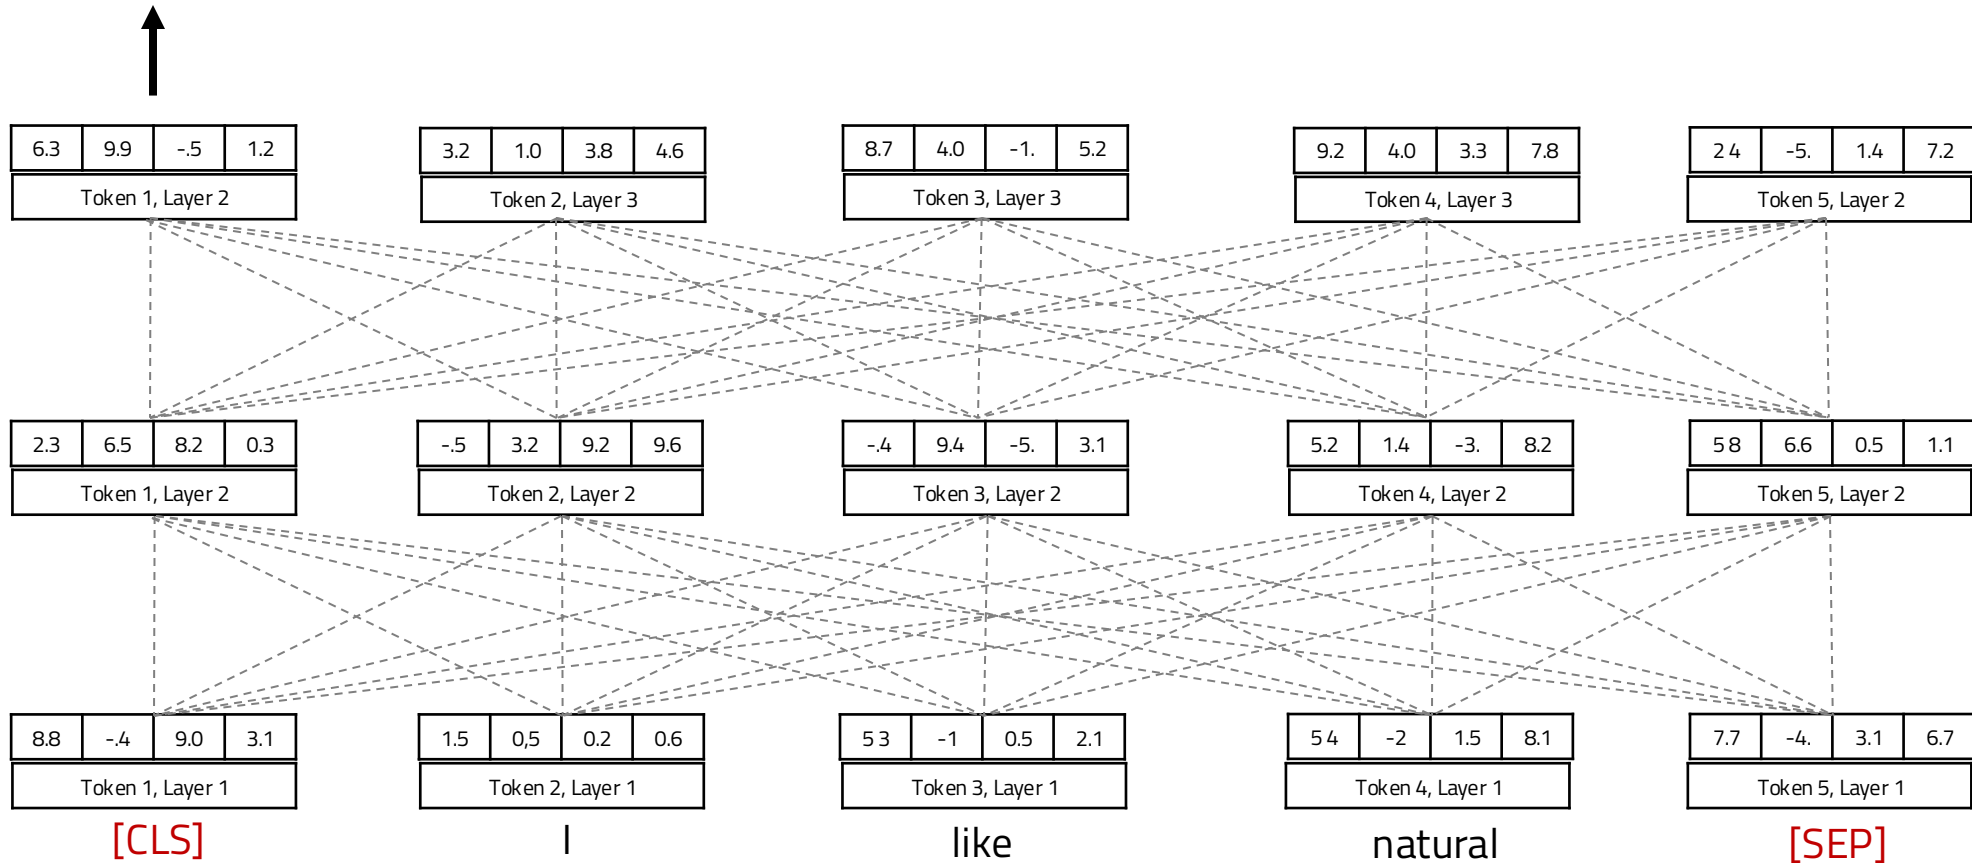 6.3 9.9 -.5 1.2 3.2 1.0 3.8 4.6 8.7 4.0 -1. 5.2 9.2 4.0 3.3 7.8 2 4 -5. 1.4 7.2
Token 1, Layer 2 Token 2, Layer 3 Token 3, Layer 3 Token 4, Layer 3 Token 5, Layer 2
2.3 6.5 8.2 0.3 -.5 3.2 9.2 9.6 -.4 9.4 -5. 3.1 5.2 1.4 -3. 8.2 5 8 6.6 0.5 1.1
Token 1, Layer 2 Token 2, Layer 2 Token 3, Layer 2 Token 4, Layer 2 Token 5, Layer 2
8.8 -.4 9.0 3.1 1.5 0,5 0.2 0.6 5 3 -1 0.5 2.1 5 4 -2 1.5 8.1 7.7 -4. 3.1 6.7
Token 1, Layer 1 Token 2, Layer 1 Token 3, Layer 1 Token 4, Layer 1 Token 5, Layer 1
[CLS] I like natural [SEP]